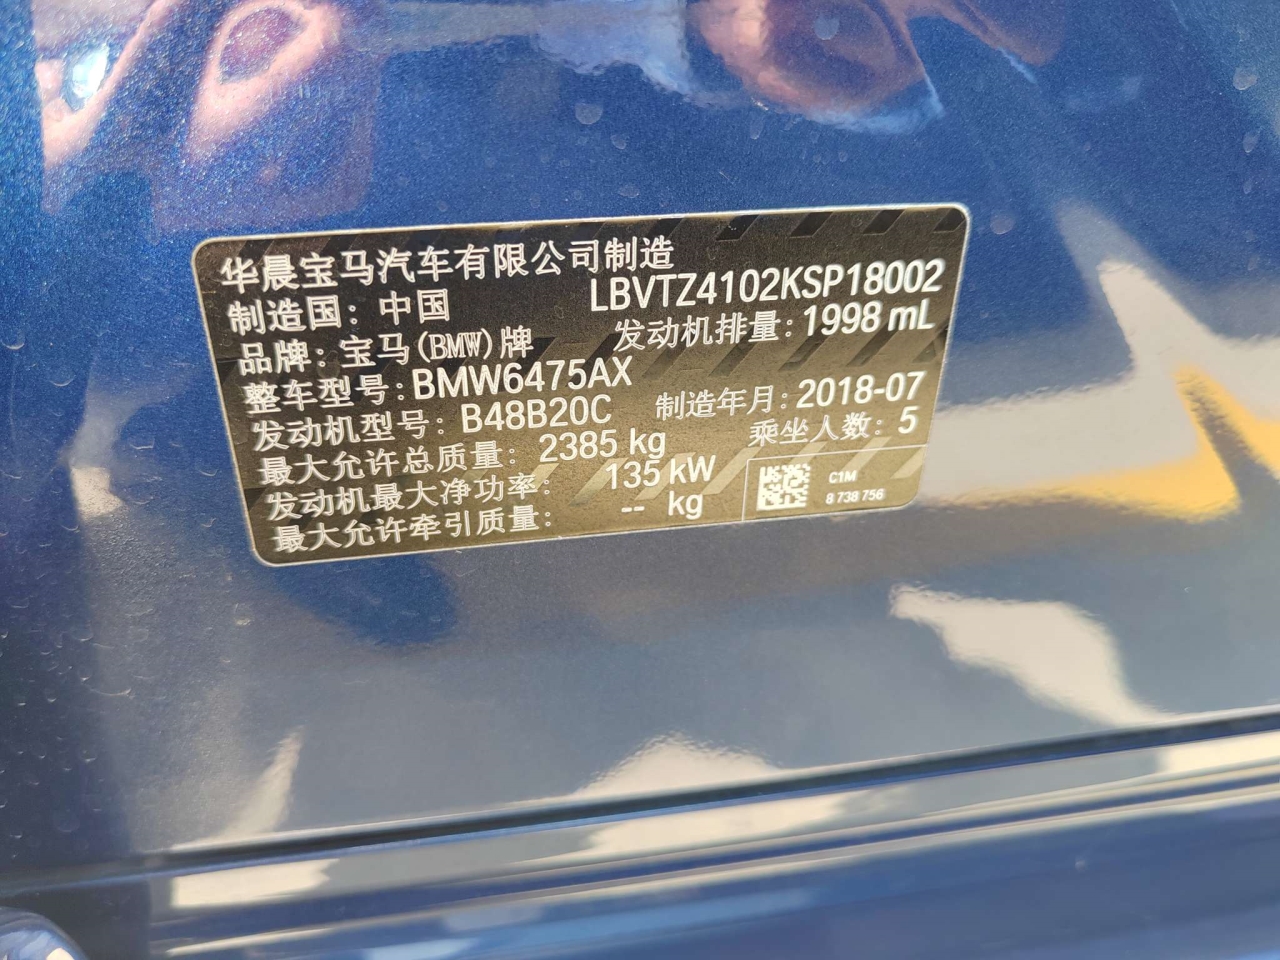 华晨宝马汽车有限公司制造
制造国：中国 LBVTZ4102KSP18002
品牌：宝马(BMW)牌 发动机排量：1998 mL
整车型号：BMW6475AX
发动机型号：B48B20C 制造年月：2018-07
最大允许总质量：2385 kg 乘坐人数：5
发动机最大净功率：135 kW
最大允许牵引质量：-- kg
C1M
8 738 756